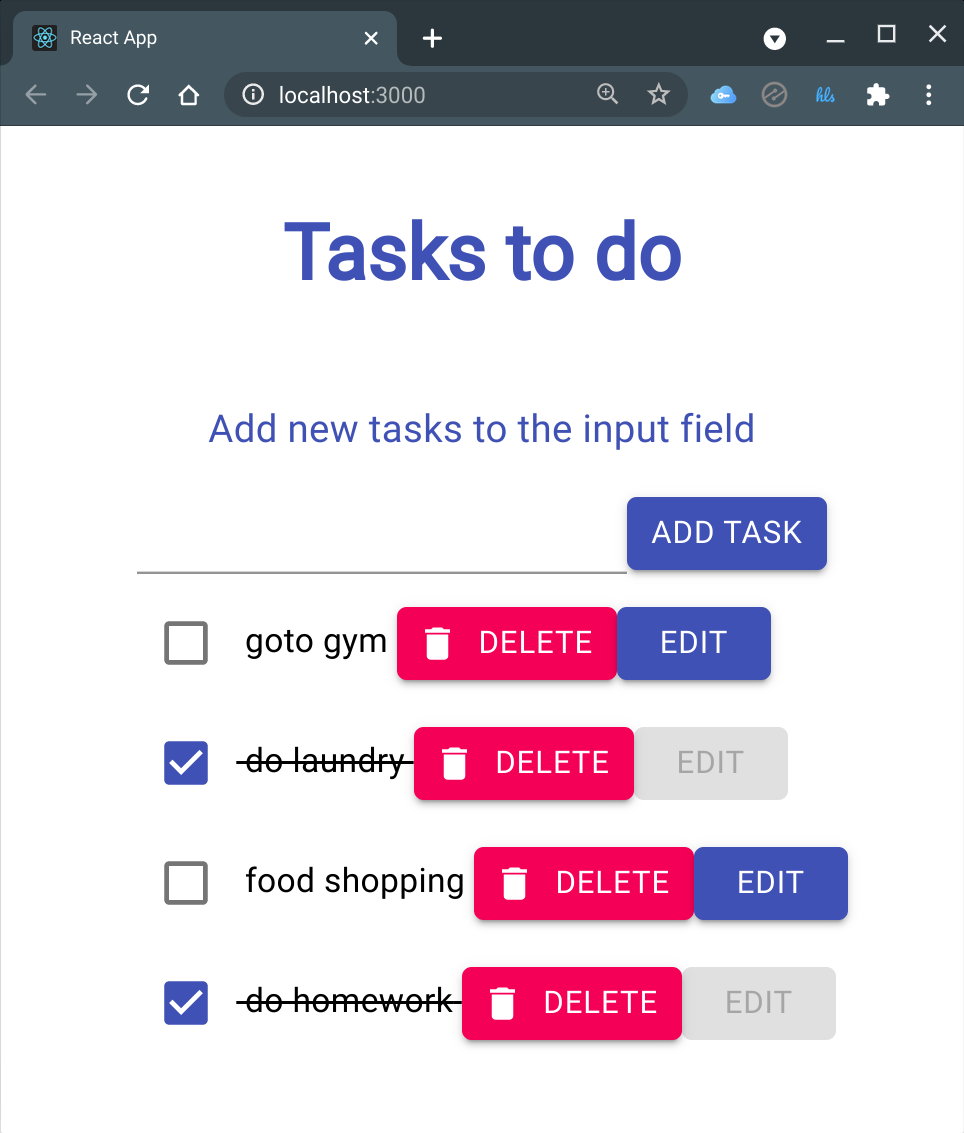 React App
localhost:3000
hls
Tasks to do
Add new tasks to the input field
ADD TASK
goto gym DELETE EDIT
do laundry DELETE EDIT
food shopping DELETE EDIT
do homework DELETE EDIT